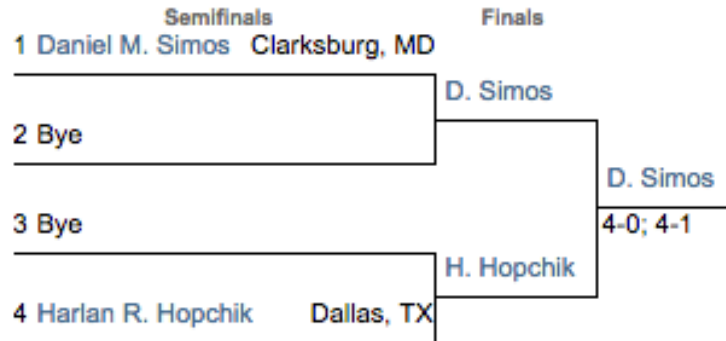 Semifinals Finals
1 Daniel M. Simos Clarksburg, MD
D. Simos
2 Bye
D. Simos
3 Bye
4-0; 4-1
H. Hopchik
4 Harlan R. Hopchik Dallas, TX